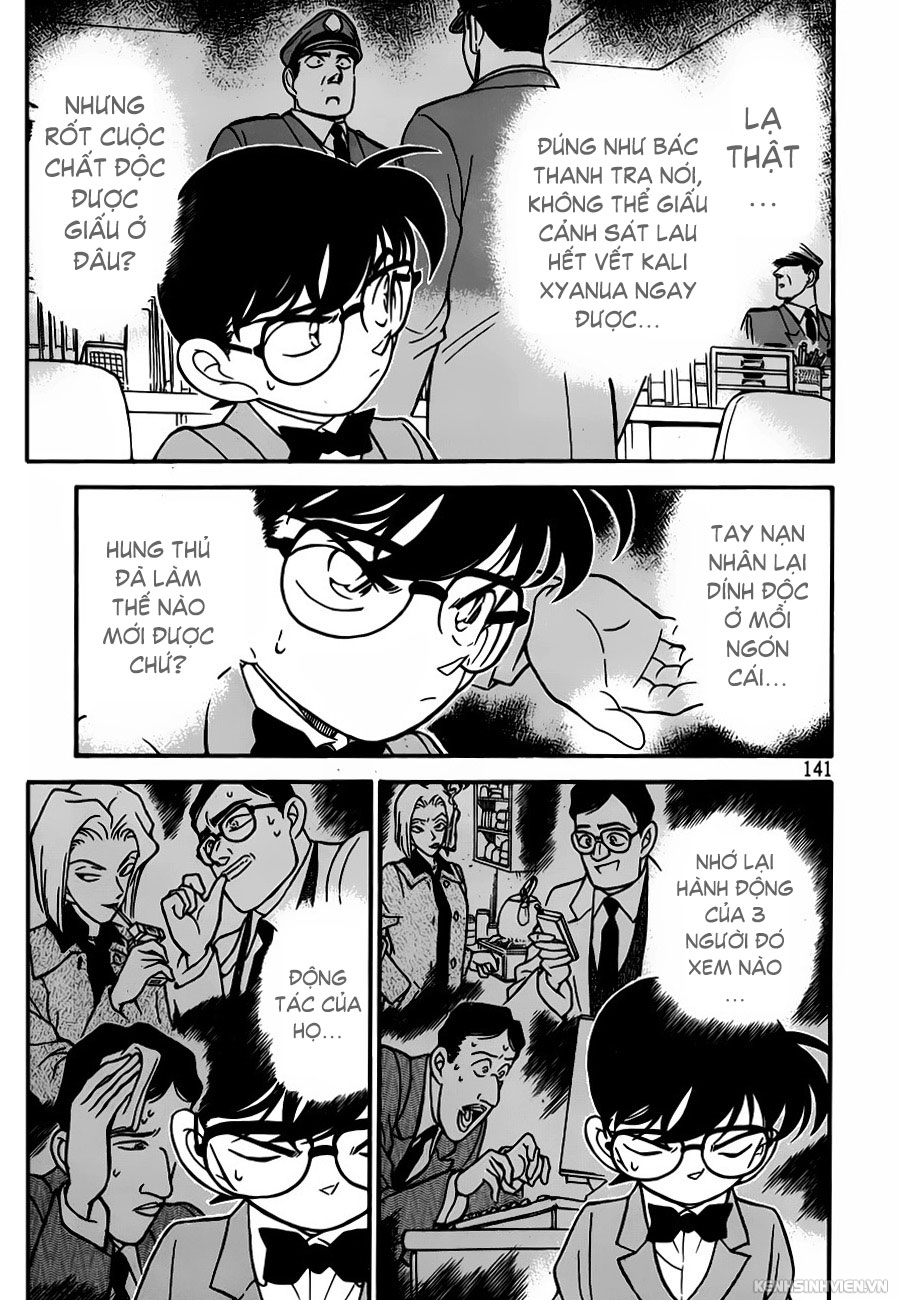 LẠ
THẬT
...
ĐÚNG NHƯ BÁC
THANH TRA NÓI,
KHÔNG THỂ GIẤU
CẢNH SÁT LAU
HẾT VẾT KALI
XYANUA NGAY
ĐƯỢC...
NHƯNG
RỐT CUỘC
CHẤT ĐỘC
ĐƯỢC
GIẤU Ở
ĐÂU?
TAY NẠN
NHÂN LẠI
DÍNH ĐỘC
Ở MỖI
NGÓN
CÁI...
HUNG THỦ
ĐÀ LÀM
THẾ NÀO
MỚI ĐƯỢC
CHỨ?
141
NHỚ LẠI
HÀNH ĐỘNG
CỦA 3
NGƯỜI ĐÓ
XEM NÀO
...
ĐỘNG
TÁC CỦA
HỌ...
KENHSINHVIEN.VN